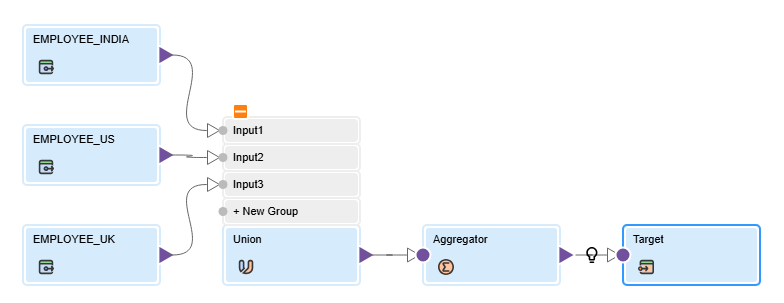 EMPLOYEE_INDIA
EMPLOYEE_US
EMPLOYEE_UK
Input1
Input2
Input3
+ New Group
Union
Aggregator
Target